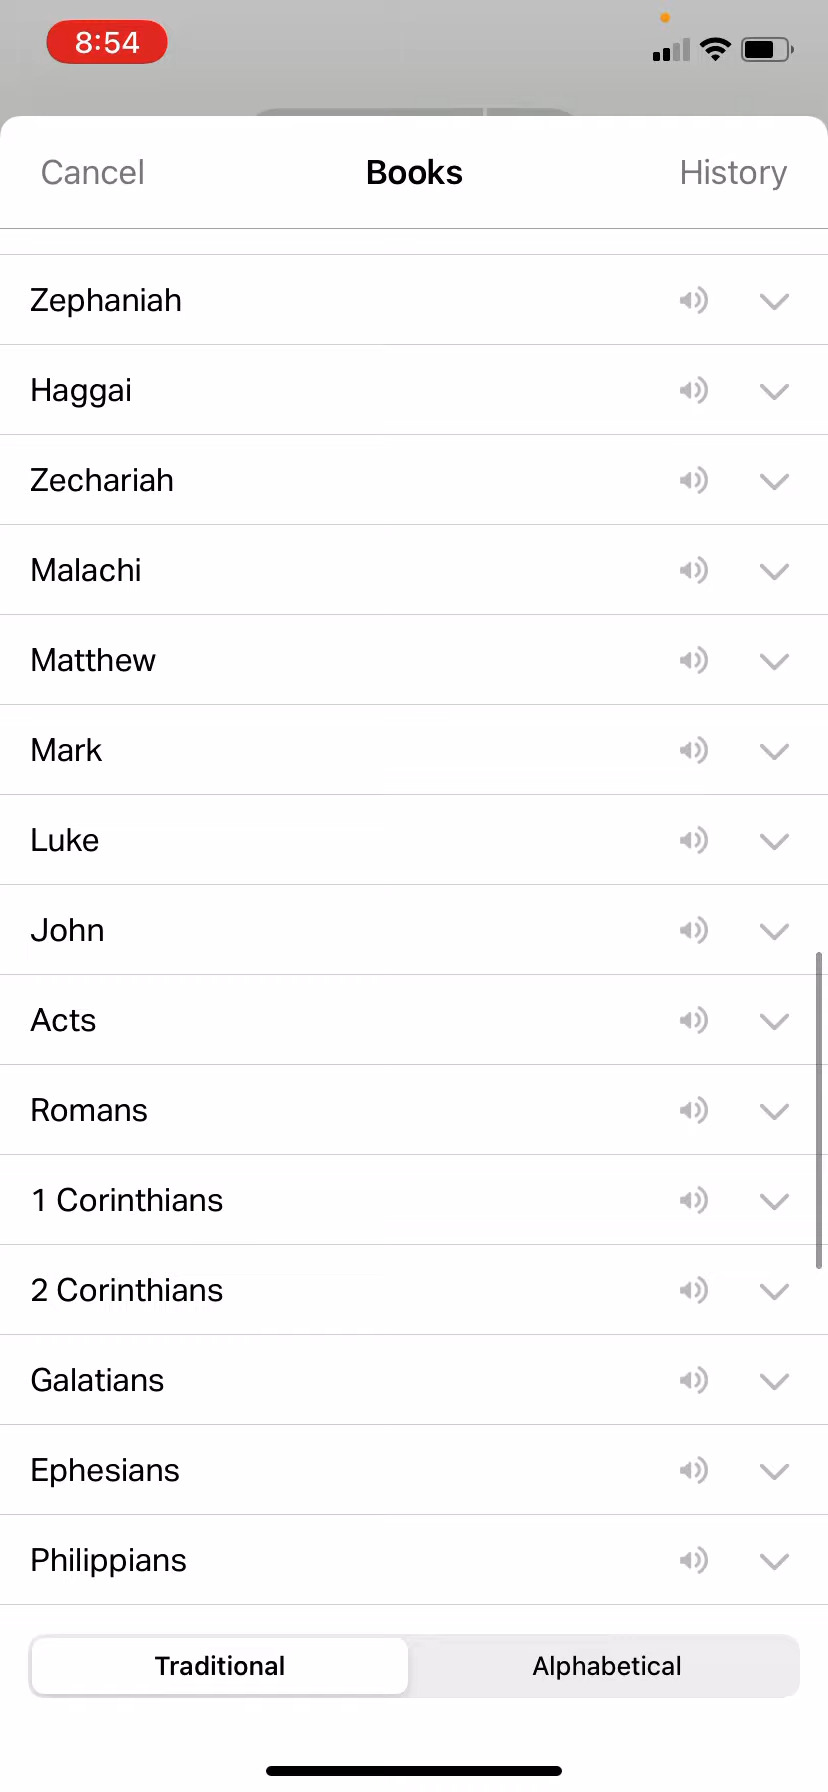 8:54
Cancel Books History
Zephaniah
Haggai
Zechariah
Malachi
Matthew
Mark
Luke
John
Acts
Romans
1 Corinthians
2 Corinthians
Galatians
Ephesians
Philippians
Traditional Alphabetical